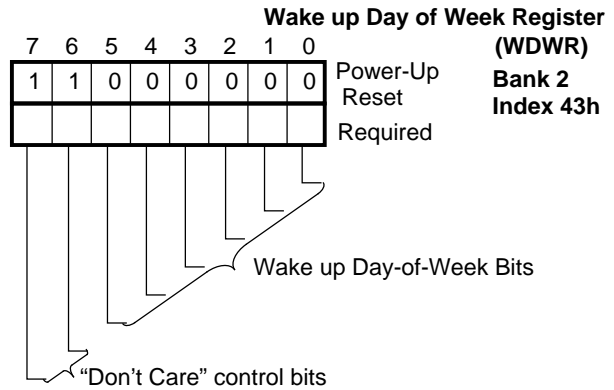 Wake up Day of Week Register
(WDWR)
7 6 5 4 3 2 1 0
Power-Up
Reset
Bank 2
Index 43h
1 1 0 0 0 0 0 0
Required
Wake up Day-of-Week Bits
“Don’t Care” control bits